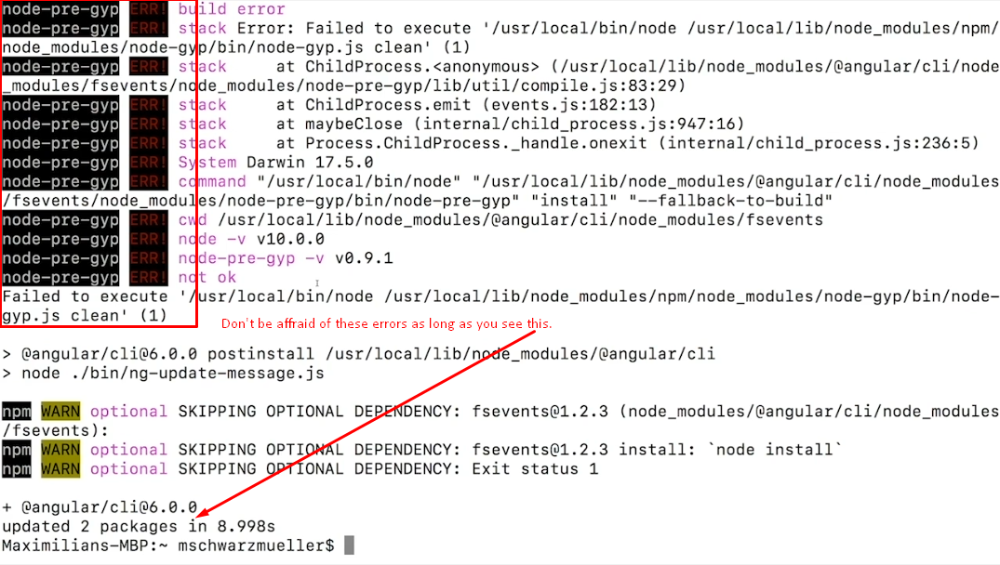 node-pre-gyp ERR! build error
node-pre-gyp ERR! stack Error: Failed to execute '/usr/local/bin/node /usr/local/lib/node_modules/npm/
node_modules/node-gyp/bin/node-gyp.js clean' (1)
node-pre-gyp ERR! stack     at ChildProcess.<anonymous> (/usr/local/lib/node_modules/@angular/cli/node
_modules/fsevents/node_modules/node-pre-gyp/lib/util/compile.js:83:29)
node-pre-gyp ERR! stack     at ChildProcess.emit (events.js:182:13)
node-pre-gyp ERR! stack     at maybeClose (internal/child_process.js:947:16)
node-pre-gyp ERR! stack     at Process.ChildProcess._handle.onexit (internal/child_process.js:236:5)
node-pre-gyp ERR! System Darwin 17.5.0
node-pre-gyp ERR! command "/usr/local/bin/node" "/usr/local/lib/node_modules/@angular/cli/node_modules
/fsevents/node_modules/node-pre-gyp/bin/node-pre-gyp" "install" "--fallback-to-build"
node-pre-gyp ERR! cwd /usr/local/lib/node_modules/@angular/cli/node_modules/fsevents
node-pre-gyp ERR! node -v v10.0.0
node-pre-gyp ERR! node-pre-gyp -v v0.9.1
node-pre-gyp ERR! not ok
Failed to execute '/usr/local/bin/node /usr/local/lib/node_modules/npm/node_modules/node-gyp/bin/node-
gyp.js clean' (1)
Don't be affraid of these errors as long as you see this.
> @angular/cli@6.0.0 postinstall /usr/local/lib/node_modules/@angular/cli
> node ./bin/ng-update-message.js
npm WARN optional SKIPPING OPTIONAL DEPENDENCY: fsevents@1.2.3 (node_modules/@angular/cli/node_modules
/fsevents):
npm WARN optional SKIPPING OPTIONAL DEPENDENCY: fsevents@1.2.3 install: `node install`
npm WARN optional SKIPPING OPTIONAL DEPENDENCY: Exit status 1
+ @angular/cli@6.0.0
updated 2 packages in 8.998s
Maximilians-MBP:~ mschwarzmueller$